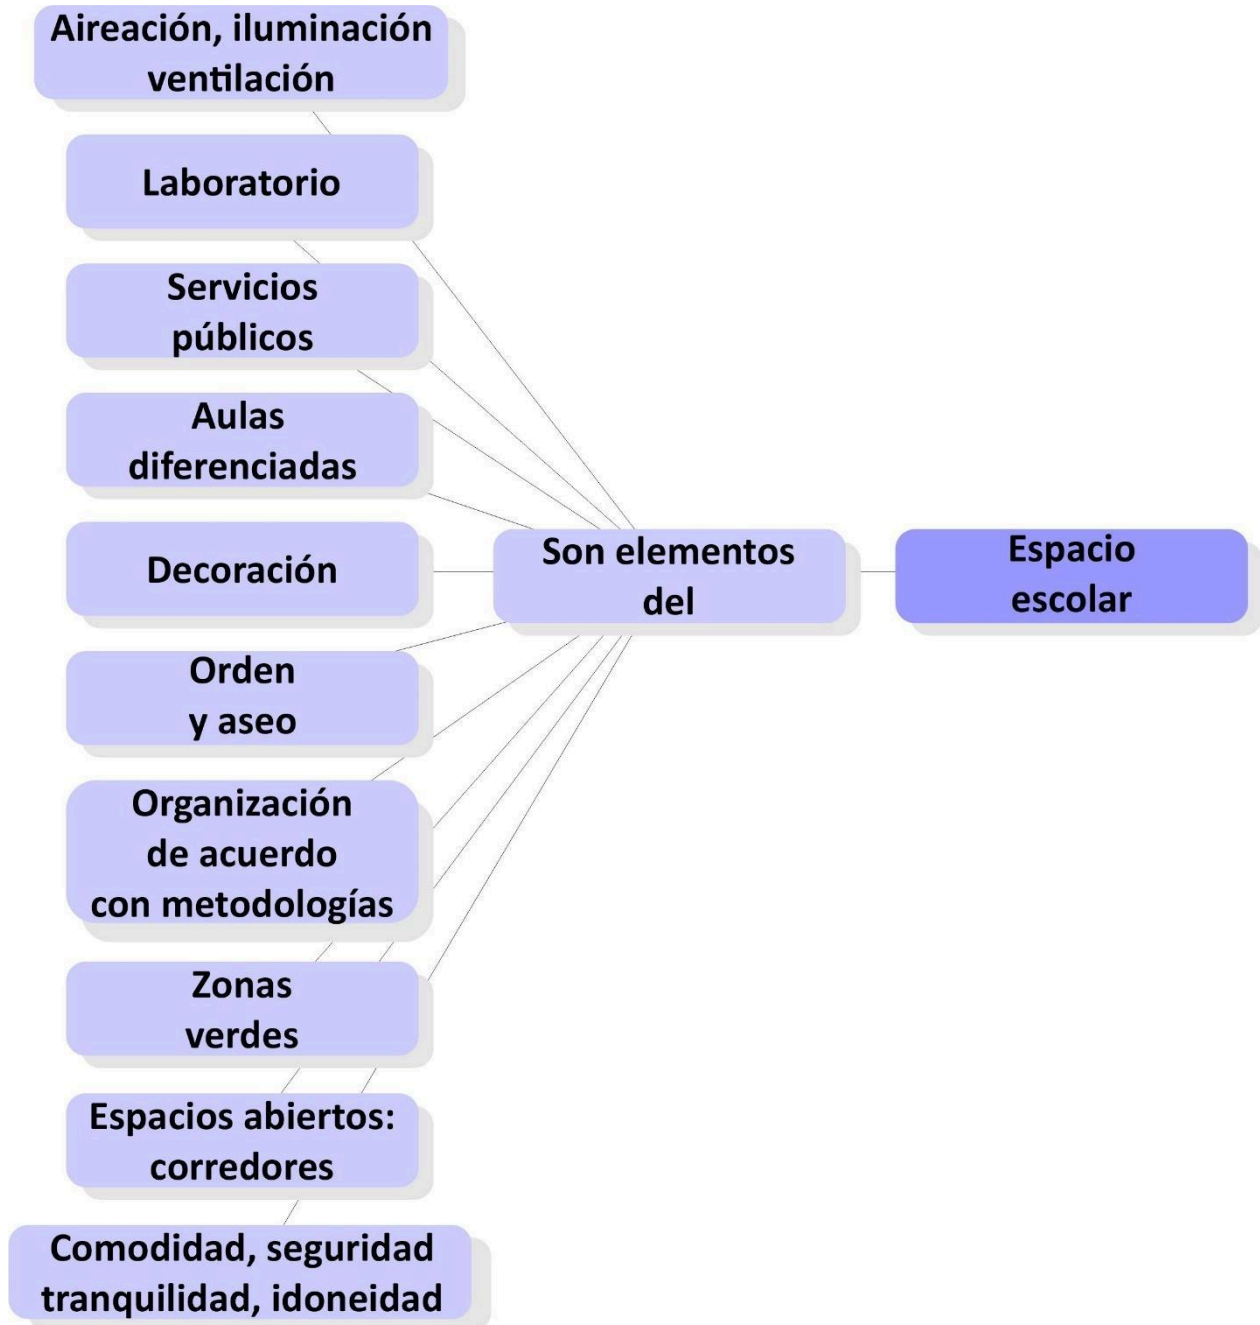 Aireación, iluminación
ventilación
Laboratorio
Servicios
públicos
Aulas
diferenciadas
Decoración
Son elementos
del
Espacio
escolar
Orden
y aseo
Organización
de acuerdo
con metodologías
Zonas
verdes
Espacios abiertos:
corredores
Comodidad, seguridad
tranquilidad, idoneidad